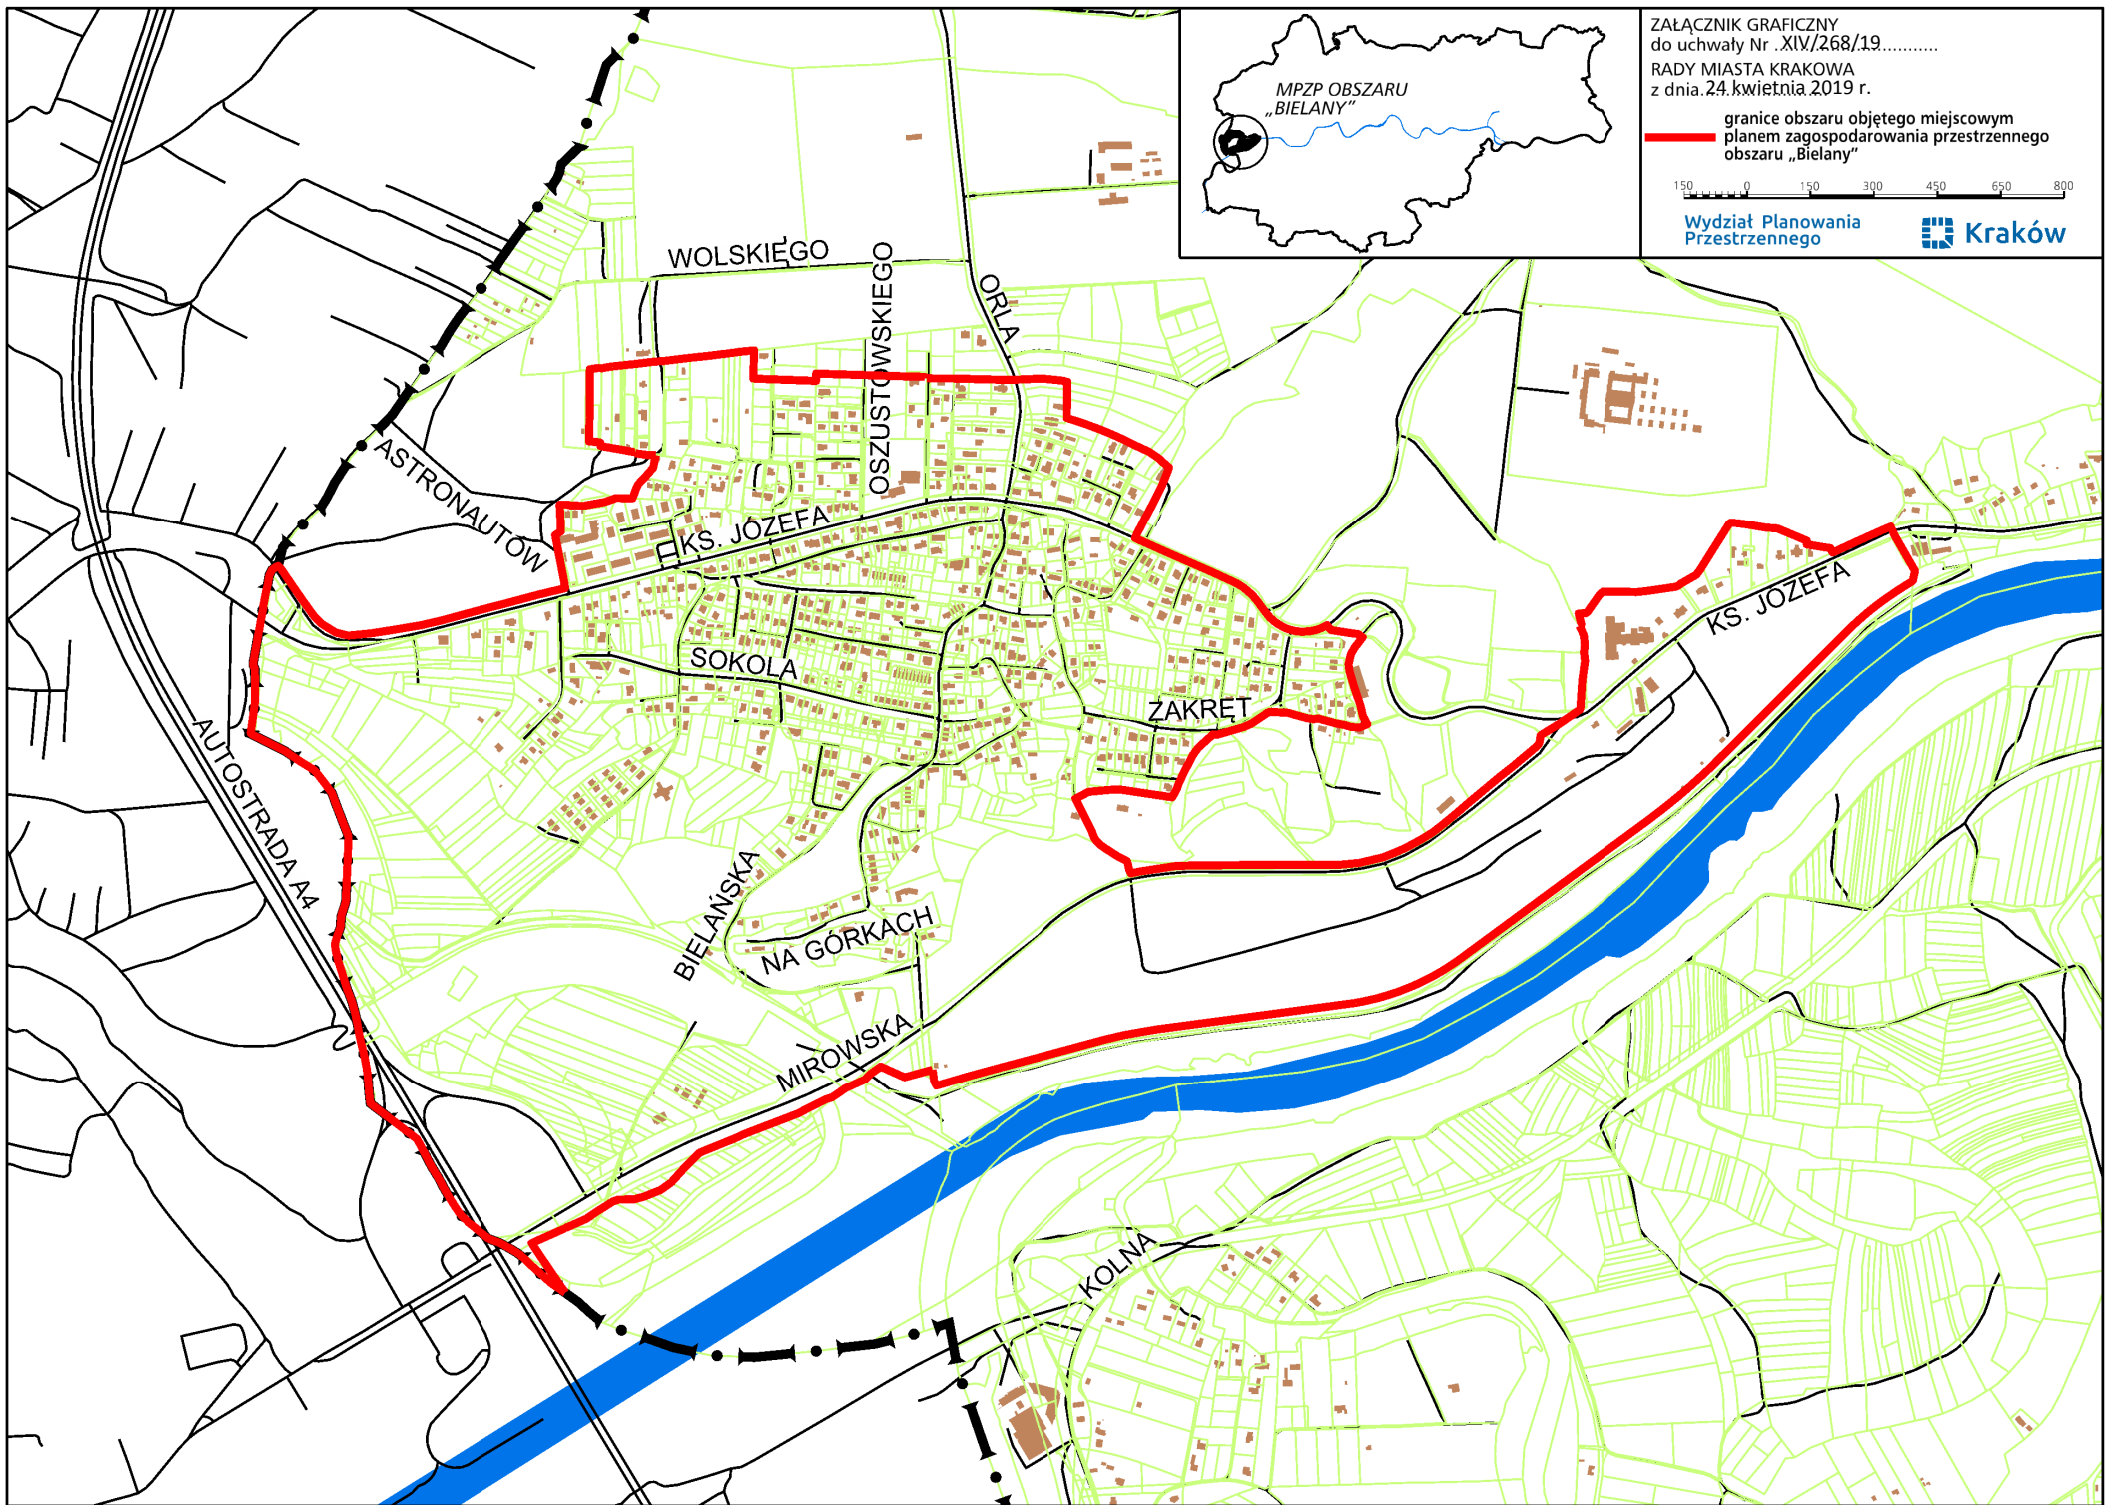 ZAŁĄCZNIK GRAFICZNY
do uchwały Nr .XIV/268/19...........
RADY MIASTA KRAKOWA
z dnia.24 kwietnia 2019 r.
granice obszaru objętego miejscowym
planem zagospodarowania przestrzennego
obszaru „Bielany”
150 0 150 300 450 650 800
Wydział Planowania
Przestrzennego
Kraków
MPZP OBSZARU
„BIELANY”
WOLSKIEGO
OSZUSTOWSKIEGO
ORLA
ASTRONAUTÓW
KS. JÓZEFA
KS. JÓZEFA
SOKOLA
ZAKRĘT
AUTOSTRADA A4
BIELAŃSKA
NA GÓRKACH
MIROWSKA
KOLNA